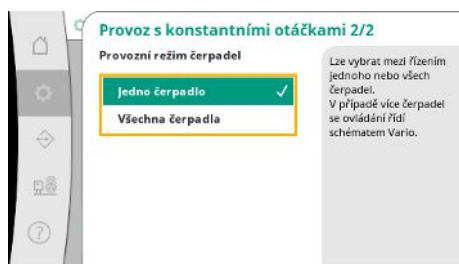 Provoz s konstantními otáčkami 2/2
Provozní režim čerpadel
Jedno čerpadlo
Všechna čerpadla
Lze vybrat mezi řízením
jednoho nebo všech
čerpadel.
V případě více čerpadel
se ovládání řídí
schématem Vario.
?